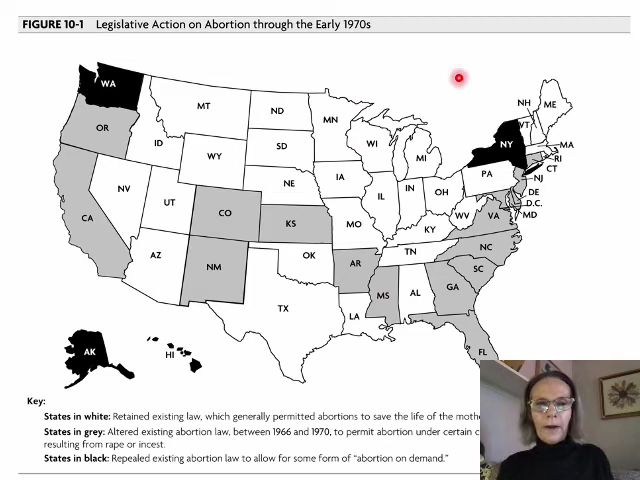 FIGURE 10-1 Legislative Action on Abortion through the Early 1970s
WA
MT
ND
MN
NH
ME
VT
OR
ID
SD
WI
MI
NY
MA
RI
CT
WY
IA
PA
NJ
NV
NE
IL
IN
OH
DE
D.C.
MD
UT
CO
KS
MO
WV
VA
KY
CA
AZ
NM
OK
AR
TN
NC
SC
TX
LA
MS
AL
GA
FL
AK
HI
Key:
States in white: Retained existing law, which generally permitted abortions to save the life of the
States in grey: Altered existing abortion law, between 1966 and 1970, to permit abortion under certain
resulting from rape or incest.
States in black: Repealed existing abortion law to allow for some form of "abortion on demand."